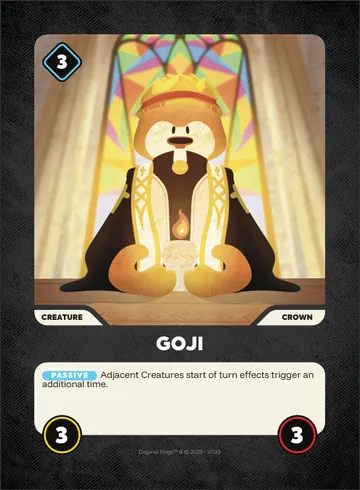 3
CREATURE
CROWN
GOJI
PASSIVE Adjacent Creatures start of turn effects trigger an
additional time.
3
3